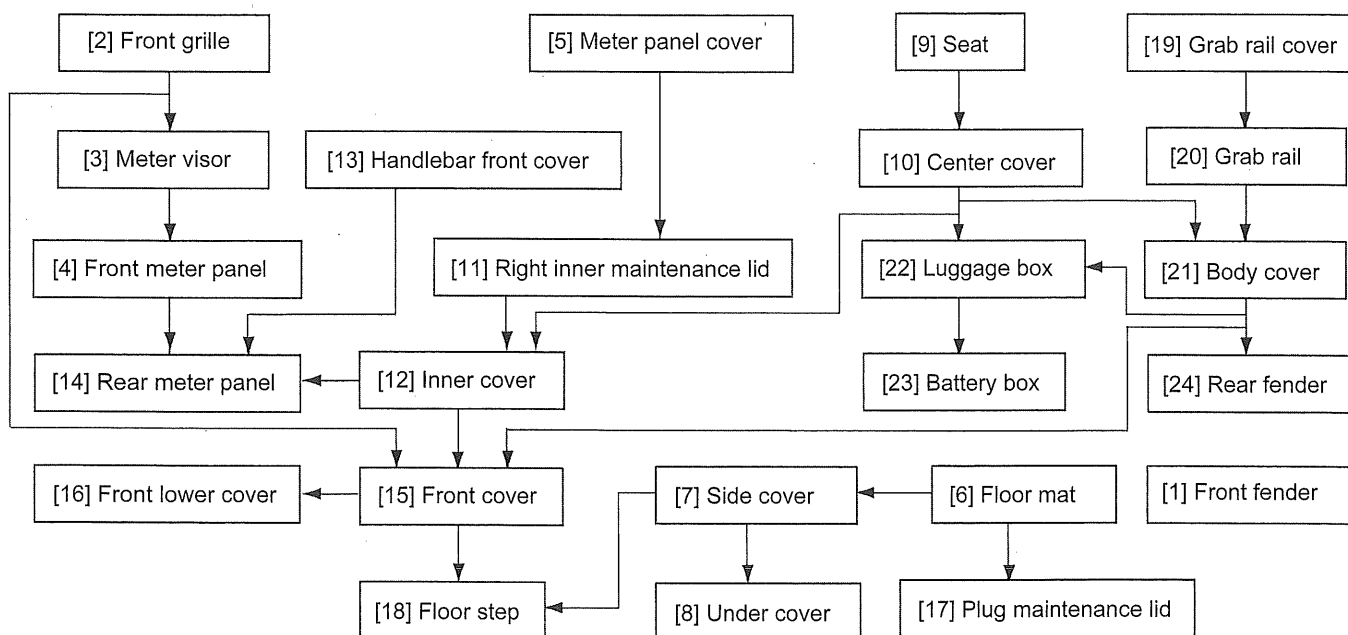 [2] Front grille
[5] Meter panel cover
[9] Seat
[19] Grab rail cover
[3] Meter visor
[13] Handlebar front cover
[10] Center cover
[20] Grab rail
[4] Front meter panel
[11] Right inner maintenance lid
[22] Luggage box
[21] Body cover
[14] Rear meter panel
[12] Inner cover
[23] Battery box
[24] Rear fender
[16] Front lower cover
[15] Front cover
[7] Side cover
[6] Floor mat
[1] Front fender
[18] Floor step
[8] Under cover
[17] Plug maintenance lid